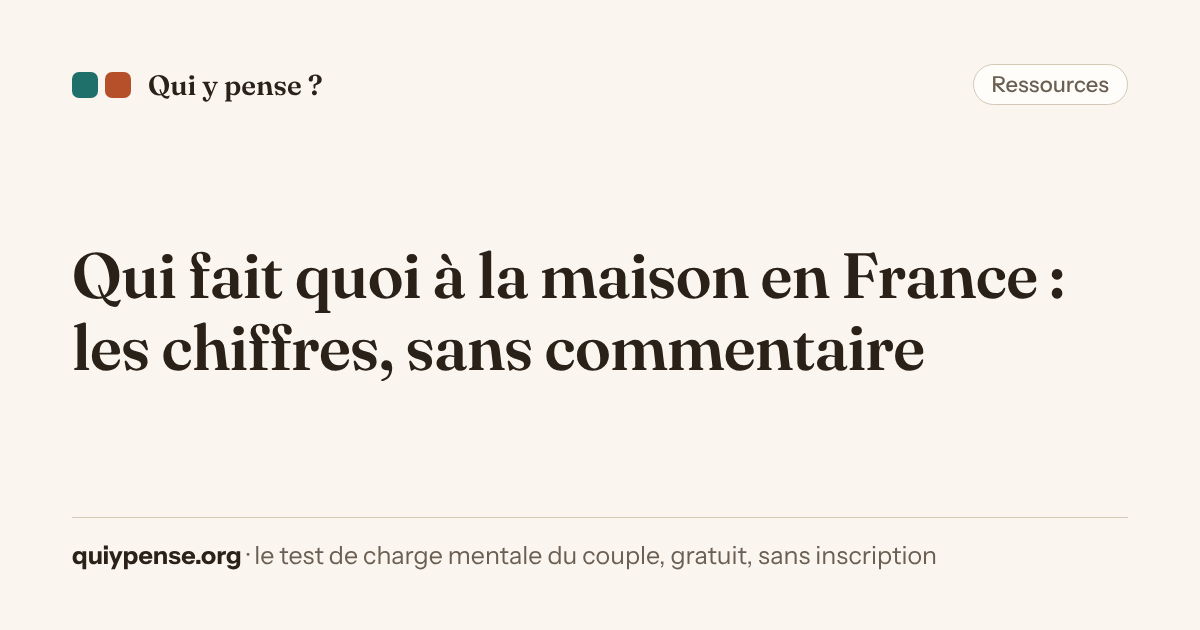 Qui y pense ?
Ressources
Qui fait quoi à la maison en France :
les chiffres, sans commentaire
quiypense.org · le test de charge mentale du couple, gratuit, sans inscription